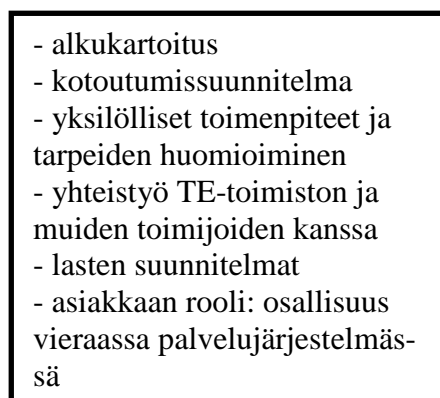 - alkukartoitus
- kotoutumissuunnitelma
- yksilölliset toimenpiteet ja
tarpeiden huomioiminen
- yhteistyö TE-toimiston ja
muiden toimijoiden kanssa
- lasten suunnitelmat
- asiakkaan rooli: osallisuus
vieraassa palvelujärjestelmäs-
sä